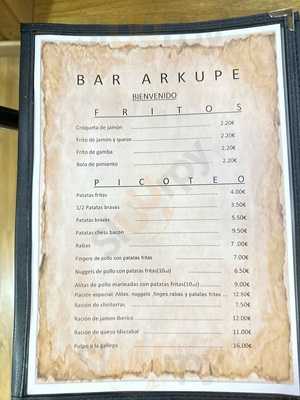 BAR ARKUPE
BIENVENIDO
FRITOS
Croqueta de jamón 2.20€
Frito de jamón y queso 2.20€
Frito de gamba 2.20€
Bola de pimiento 2.20€
PICOTEO
Patatas fritas 4.00€
1/2 Patatas bravas 3.50€
Patatas bravas 5.50€
Patatas chess bacon 9.50€
Rabas 7.00€
Fingers de pollo con patatas fritas 7.00€
Nuggets de pollo con patatas fritas(10ud) 6.50€
Alitas de pollo marinadas con patatas fritas(10ud) 9.00€
Ración especial: Alitas, nuggets, finges,rabas y patatas fritas 12.50€
Ración de chistorras 7.50€
Ración de jamon iberico 12.00€
Ración de queso Idiazabal 11.00€
Pulpo a la gallega 16.00€